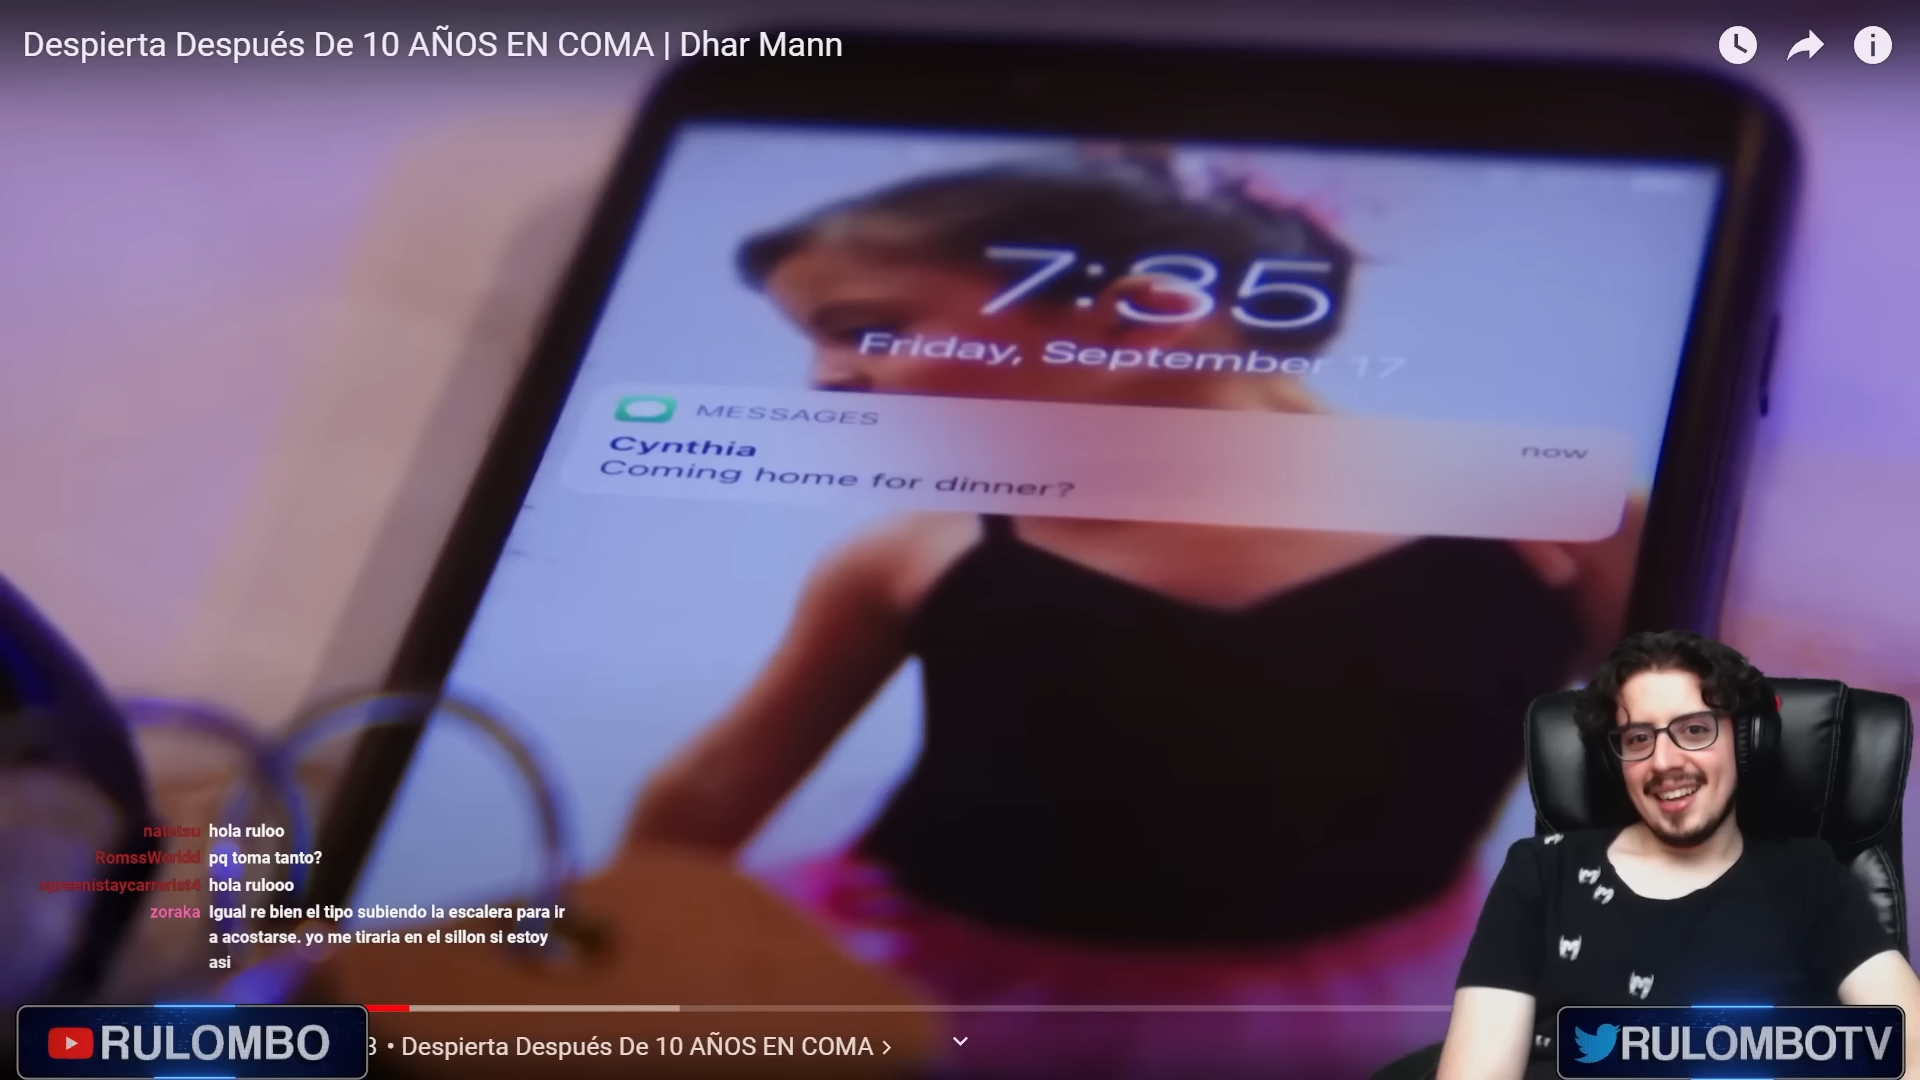 Despierta Después De 10 AÑOS EN COMA | Dhar Mann
7:35
Friday, September 17
MESSAGES
now
Cynthia
Coming home for dinner?
hola ruloo
pq toma tanto?
hola rulooo
zoraka Igual re bien el tipo subiendo la escalera para ir
a acostarse. yo me tiraria en el sillon si estoy
asi
RULOMBO
• Despierta Después De 10 AÑOS EN COMA
RULOMBOTV